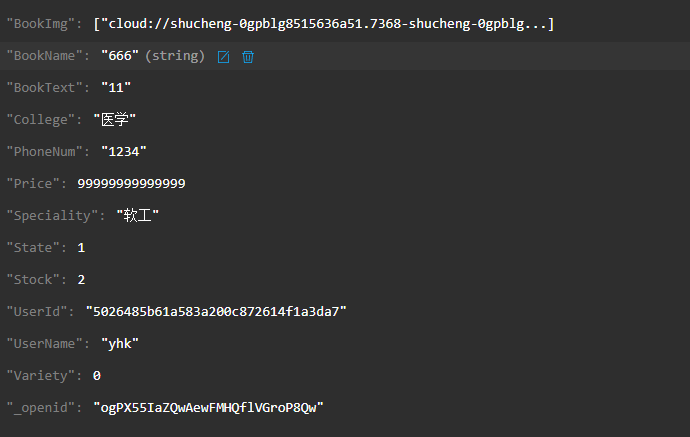 "BookImg": ["cloud://shucheng-0gpblg8515636a51.7368-shucheng-0gpblg...]
"BookName": "666" (string)
"BookText": "11"
"College": "医学"
"PhoneNum": "1234"
"Price": 99999999999999
"Speciality": "软工"
"State": 1
"Stock": 2
"UserId": "5026485b61a583a200c872614f1a3da7"
"UserName": "yhk"
"Variety": 0
"_openid": "ogPX55IaZQwAewFMHQflVGroP8Qw"